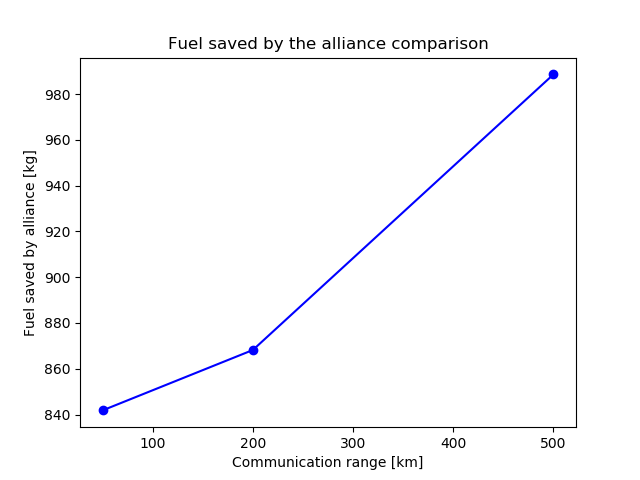 Fuel saved by the alliance comparison
Fuel saved by alliance [kg]
980
960
940
920
900
880
860
840
100 200 300 400 500
Communication range [km]